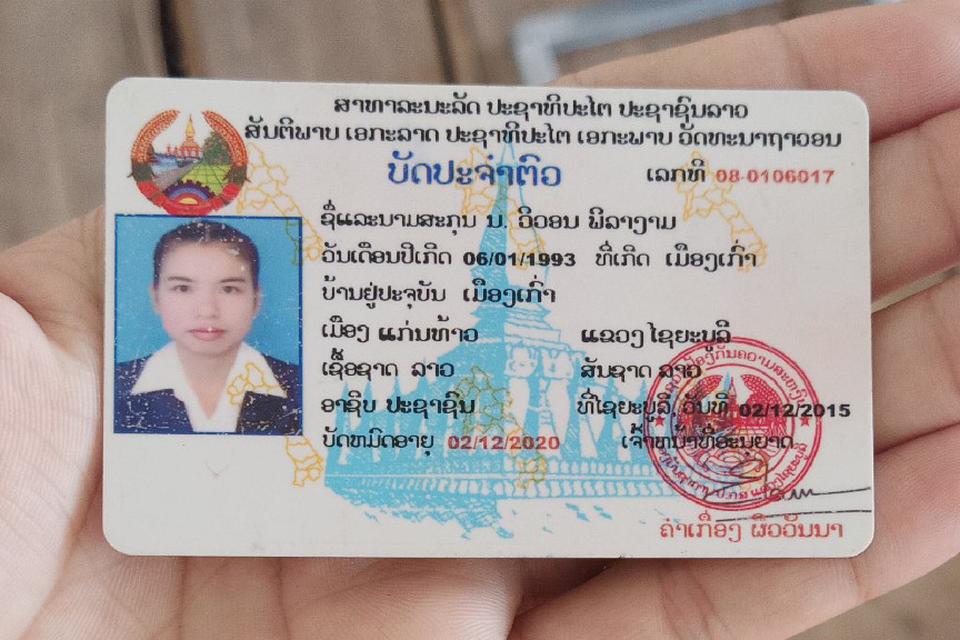 ສາທາລະນະລັດ ປະຊາທິປະໄຕ ປະຊາຊົນລາວ
ສັນຕິພາບ ເອກະລາດ ປະຊາທິປະໄຕ ເອກະພາບ ວັດທະນາຖາວອນ
ບັດປະຈຳຕົວ ເລກທີ 08-0106017
ຊື່ແລະນາມສະກຸນ ນ. ວິວອນ ພິລາງາມ
ວັນເດືອນປີເກີດ 06/01/1993 ທີ່ເກີດ ເມືອງເກົ່າ
ບ້ານຢູ່ປະຈຸບັນ ເມືອງເກົ່າ
ເມືອງ ແກ່ນທ້າວ ແຂວງ ໄຊຍະບູລີ
ເຊື້ອຊາດ ລາວ ສັນຊາດ ລາວ
ອາຊີບ ປະຊາຊົນ ທີ່ໄຊຍະບູລີ, ວັນທີ 02/12/2015
ບັດຫມົດອາຍຸ 02/12/2020 ເຈົ້າຫນ້າທີ່ອະນຸຍາດ
ຄຳເກື່ອງ ຜິວວັນນາ